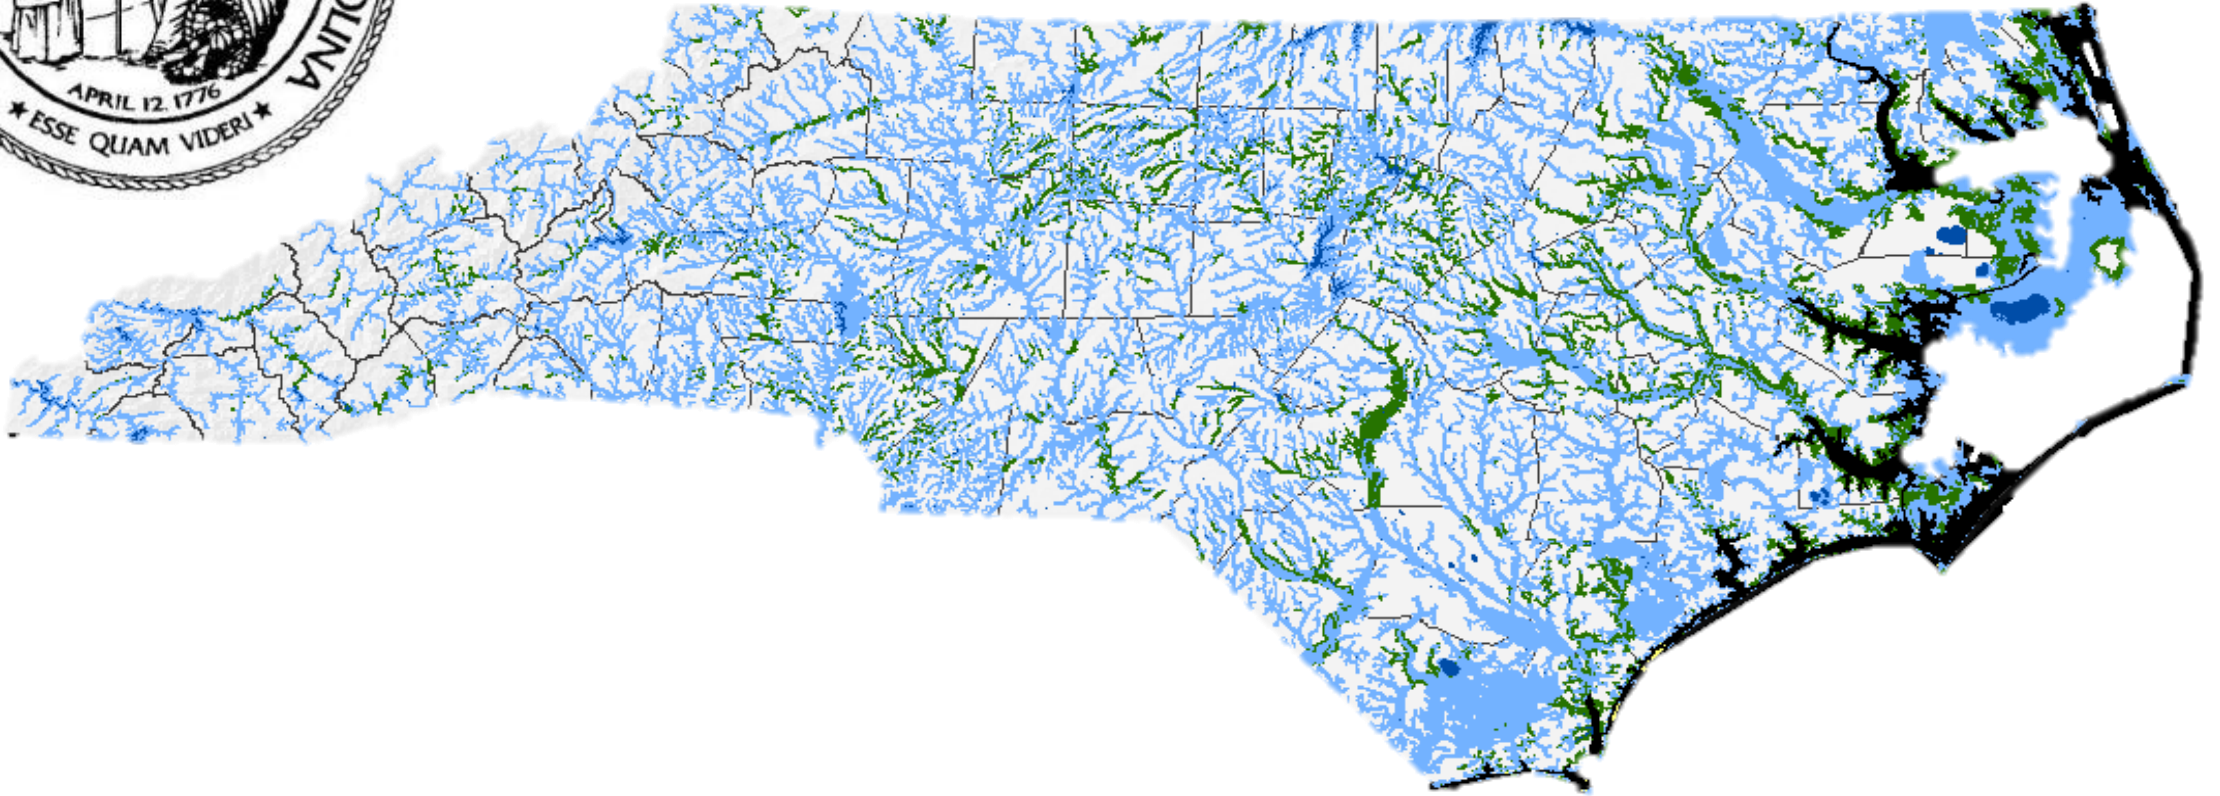 APRIL 12 1776
★ ESSE QUAM VIDERI ★